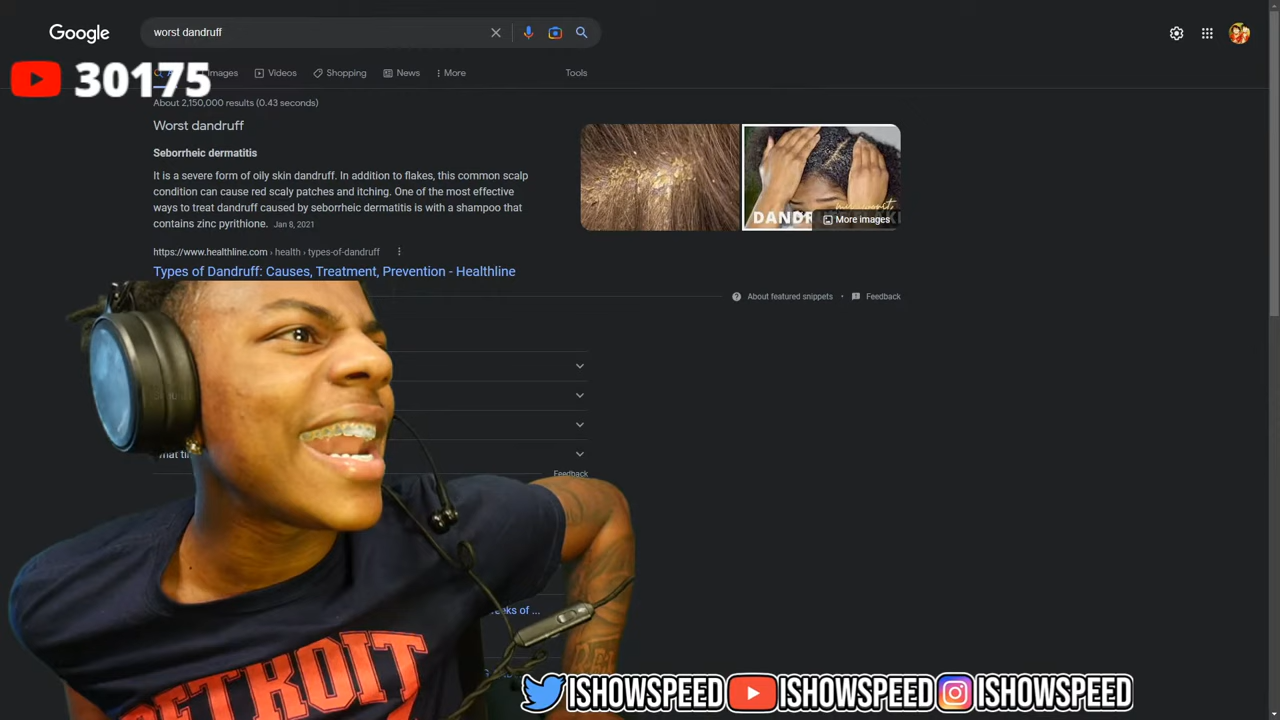 Google
worst dandruff
Images
Videos
Shopping
News
More
Tools
30175
About 2,150,000 results (0.43 seconds)
Worst dandruff
Seborrheic dermatitis
It is a severe form of oily skin dandruff. In addition to flakes, this common scalp
condition can cause red scaly patches and itching. One of the most effective
ways to treat dandruff caused by seborrheic dermatitis is with a shampoo that
contains zinc pyrithione. Jan 8, 2021
More images
https://www.healthline.com › health › types-of-dandruff
Types of Dandruff: Causes, Treatment, Prevention - Healthline
About featured snippets • Feedback
Feedback
of ...
DETROIT
ISHOWSPEED ISHOWSPEED ISHOWSPEED